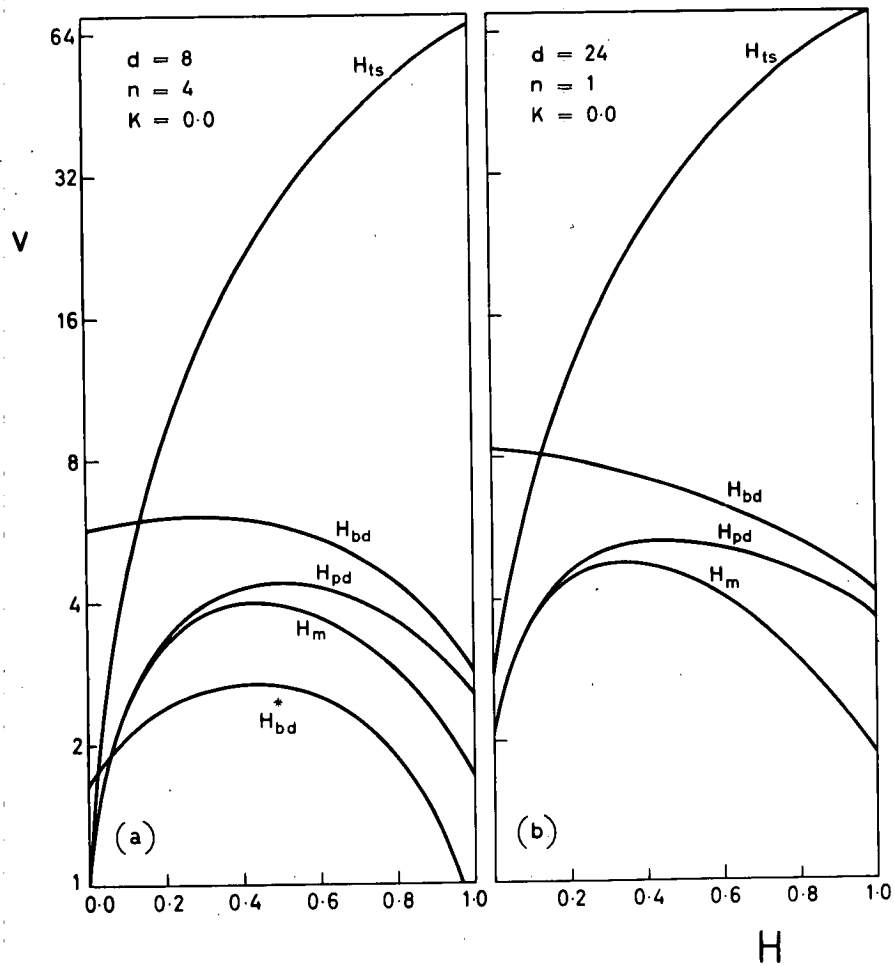 64
32
16
8
4
2
1
V
d = 8
n = 4
K = 0·0
H_ts
H_bd
H_pd
H_m
H*_bd
(a)
0.0 0·2 0·4 0·6 0·8 1·0
d = 24
n = 1
K = 0·0
H_ts
H_bd
H_pd
H_m
(b)
0·2 0·4 0·6 0·8 1·0
H